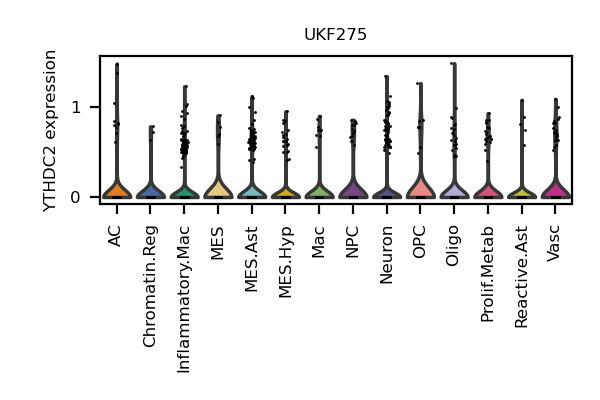 UKF275
YTHDC2 expression
1
0
AC
Chromatin.Reg
Inflammatory.Mac
MES
MES.Ast
MES.Hyp
Mac
NPC
Neuron
OPC
Oligo
Prolif.Metab
Reactive.Ast
Vasc